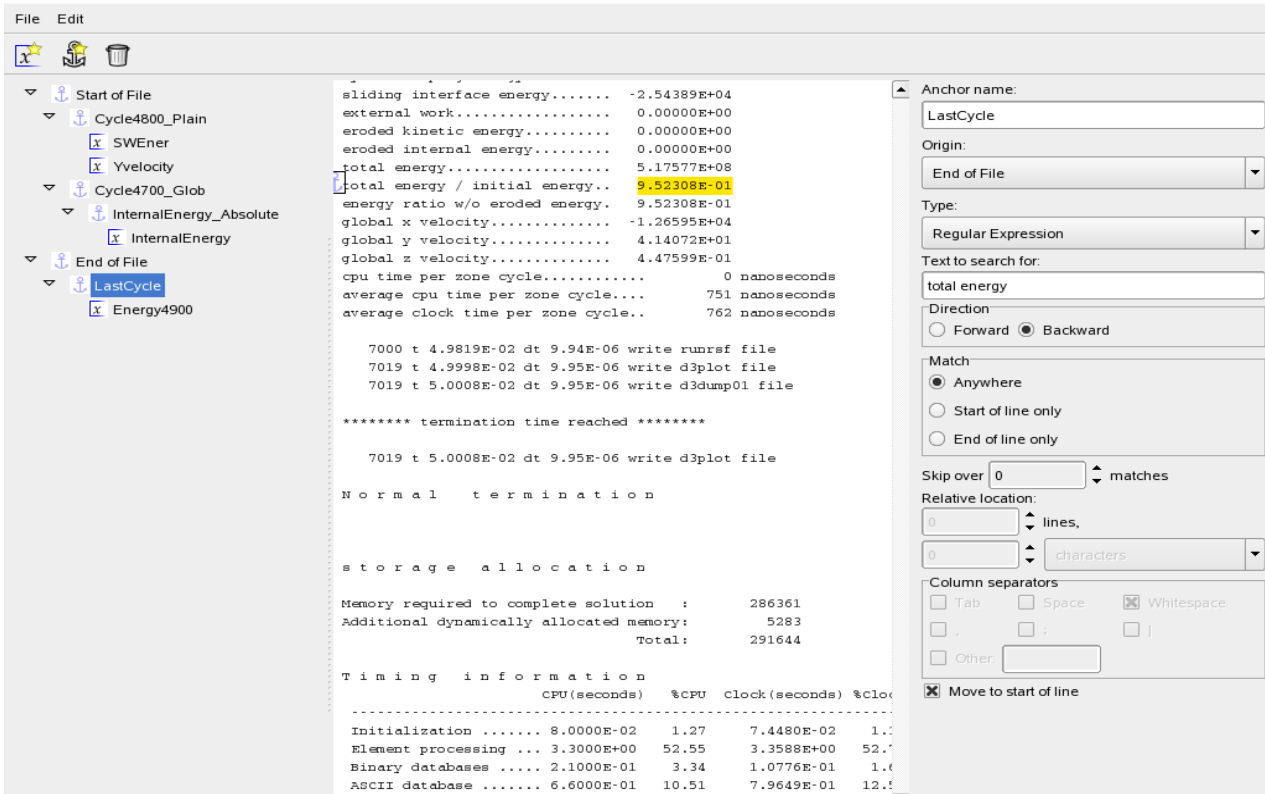 File Edit
Start of File
Cycle4800_Plain
SWEner
Yvelocity
Cycle4700_Glob
InternalEnergy_Absolute
InternalEnergy
End of File
LastCycle
Energy4900
sliding interface energy....... -2.54389E+04
external work.................. 0.00000E+00
eroded kinetic energy.......... 0.00000E+00
eroded internal energy......... 0.00000E+00
total energy................... 5.17577E+08
total energy / initial energy.. 9.52308E-01
energy ratio w/o eroded energy. 9.52308E-01
global x velocity.............. -1.26595E+04
global y velocity.............. 4.14072E+01
global z velocity.............. 4.47599E-01
cpu time per zone cycle............ 0 nanoseconds
average cpu time per zone cycle.... 751 nanoseconds
average clock time per zone cycle.. 762 nanoseconds
7000 t 4.9819E-02 dt 9.94E-06 write runrsf file
7019 t 4.9998E-02 dt 9.95E-06 write d3plot file
7019 t 5.0008E-02 dt 9.95E-06 write d3dump01 file
******** termination time reached ********
7019 t 5.0008E-02 dt 9.95E-06 write d3plot file
N o r m a l   t e r m i n a t i o n
s t o r a g e   a l l o c a t i o n
Memory required to complete solution : 286361
Additional dynamically allocated memory: 5283
Total: 291644
T i m i n g   i n f o r m a t i o n
CPU(seconds) %CPU Clock(seconds) %Cloc
----------------------------------------------------------------
Initialization ....... 8.0000E-02 1.27 7.4480E-02 1.
Element processing ... 3.3000E+00 52.55 3.3588E+00 52.
Binary databases ..... 2.1000E-01 3.34 1.0776E-01 1.
ASCII database ....... 6.6000E-01 10.51 7.9649E-01 12.
Anchor name:
LastCycle
Origin:
End of File
Type:
Regular Expression
Text to search for:
total energy
Direction
Forward Backward
Match
Anywhere
Start of line only
End of line only
Skip over 0 matches
Relative location:
0 lines,
0 characters
Column separators
Tab Space Whitespace
, ; |
Other:
Move to start of line